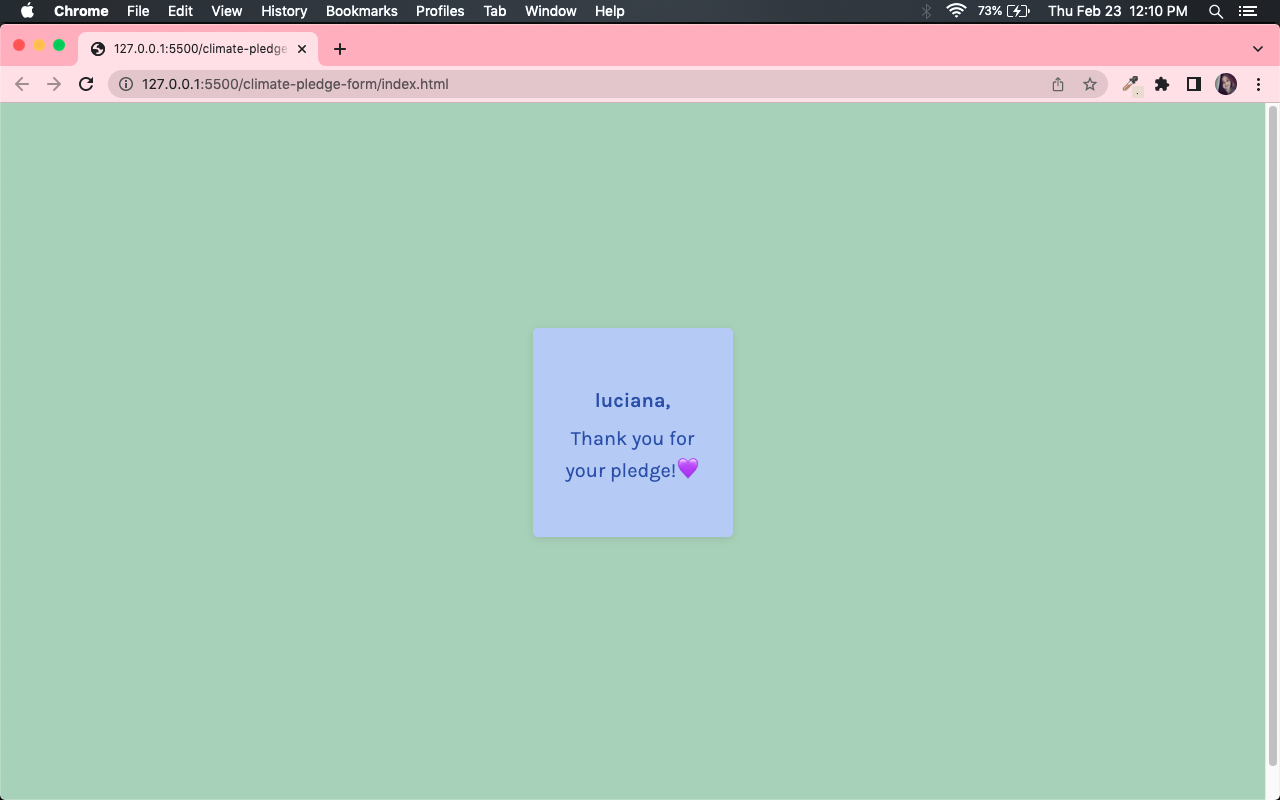 Chrome File Edit View History Bookmarks Profiles Tab Window Help 73% Thu Feb 23 12:10 PM
127.0.0.1:5500/climate-pledge
127.0.0.1:5500/climate-pledge-form/index.html
luciana,
Thank you for
your pledge!💜